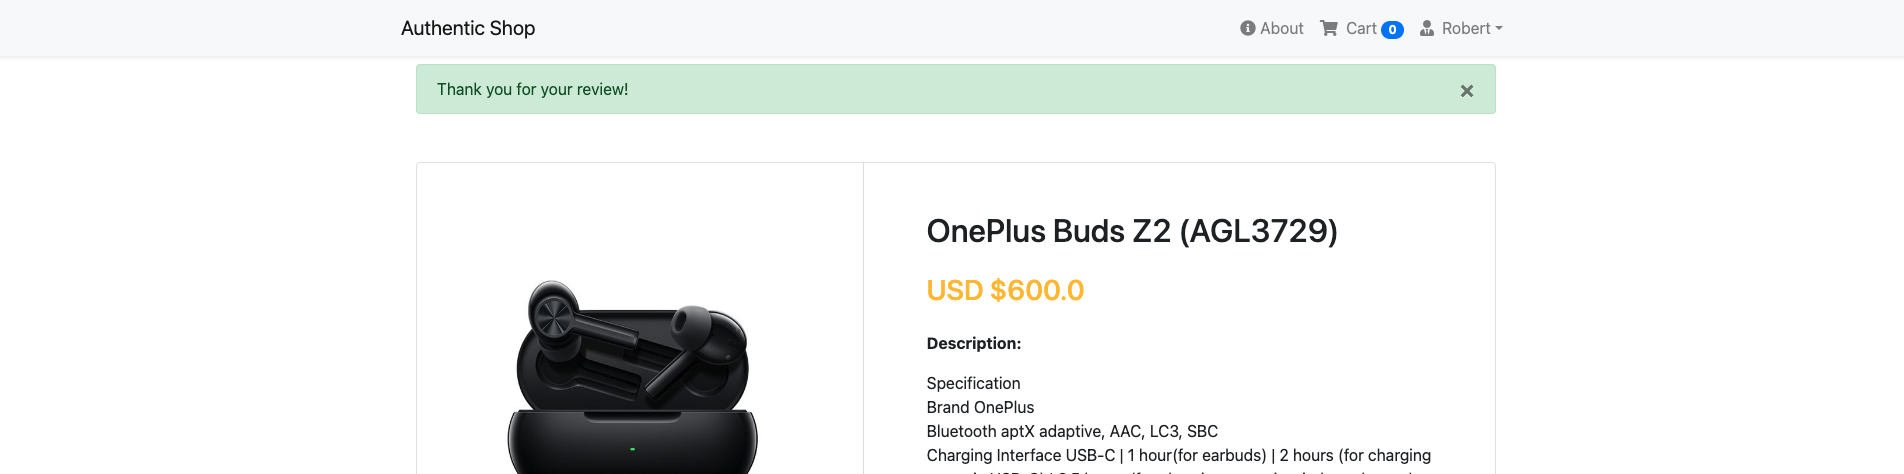 Authentic Shop
About
Cart 0
Robert
Thank you for your review!
×
OnePlus Buds Z2 (AGL3729)
USD $600.0
Description:
Specification
Brand OnePlus
Bluetooth aptX adaptive, AAC, LC3, SBC
Charging Interface USB-C | 1 hour(for earbuds) | 2 hours (for charging